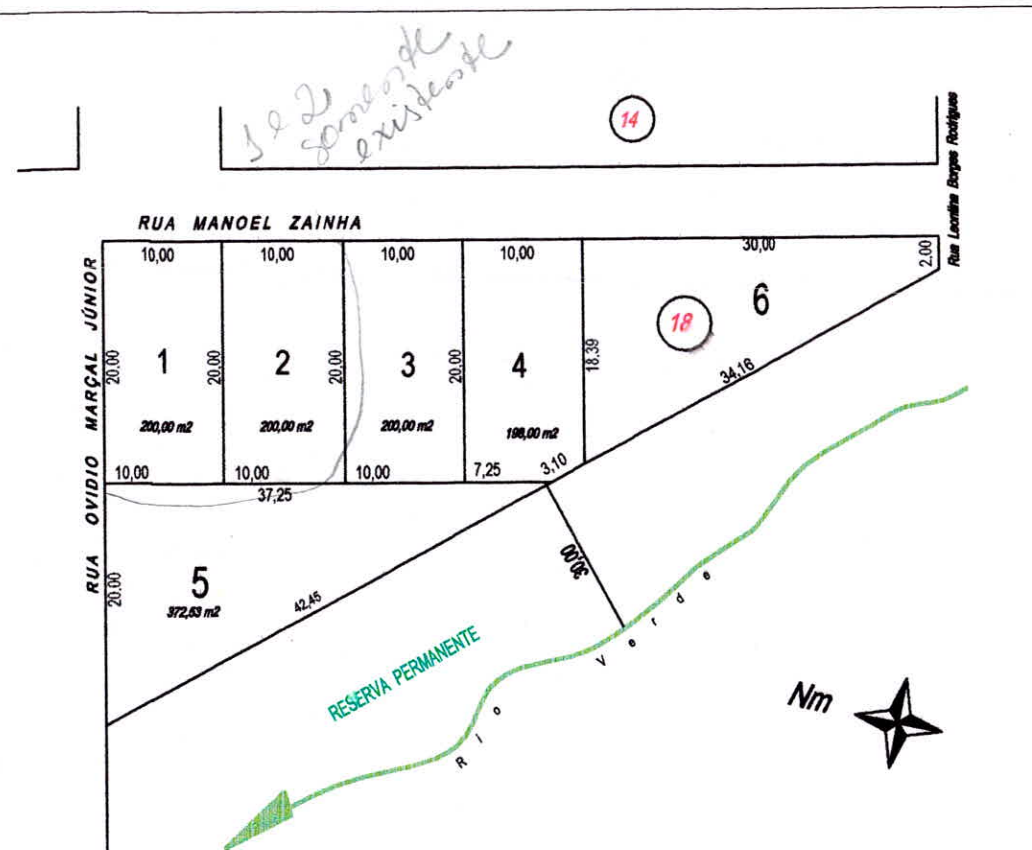 1 e 2
somente
existente
14
Rua Leontina Borges Rodrigues
RUA MANOEL ZAINHA
RUA OVIDIO MARÇAL JÚNIOR
10,00 10,00 10,00 10,00 30,00
2.00
20.00 1 20.00 2 20.00 3 20.00 4 18.39 18 6
200,00 m2 200,00 m2 200,00 m2 198,00 m2
34,16
10,00 10,00 10,00 7,25 3,10
37,25
20.00 5
372,53 m2
42,45
30,00
RESERVA PERMANENTE
Rio Verde
Nm